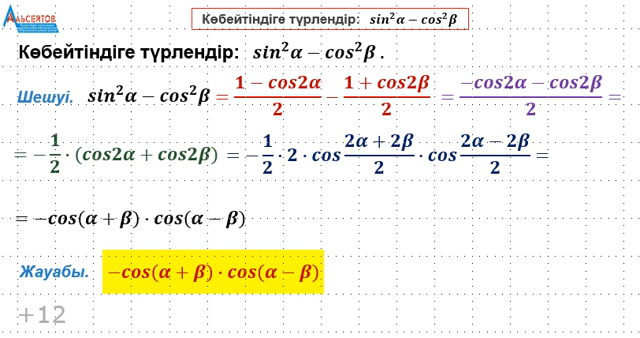 АЛЬСЕИТОВ
Көбейтіндіге түрлендір: sin²α − cos²β
Көбейтіндіге түрлендір: sin²α − cos²β .
Шешуі. sin²α − cos²β = (1 − cos2α)/2 − (1 + cos2β)/2 = (−cos2α − cos2β)/2 =
= −1/2 · (cos2α + cos2β) = −1/2 · 2 · cos (2α + 2β)/2 · cos (2α − 2β)/2 =
= −cos(α + β) · cos(α − β)
Жауабы. −cos(α + β) · cos(α − β)
+12